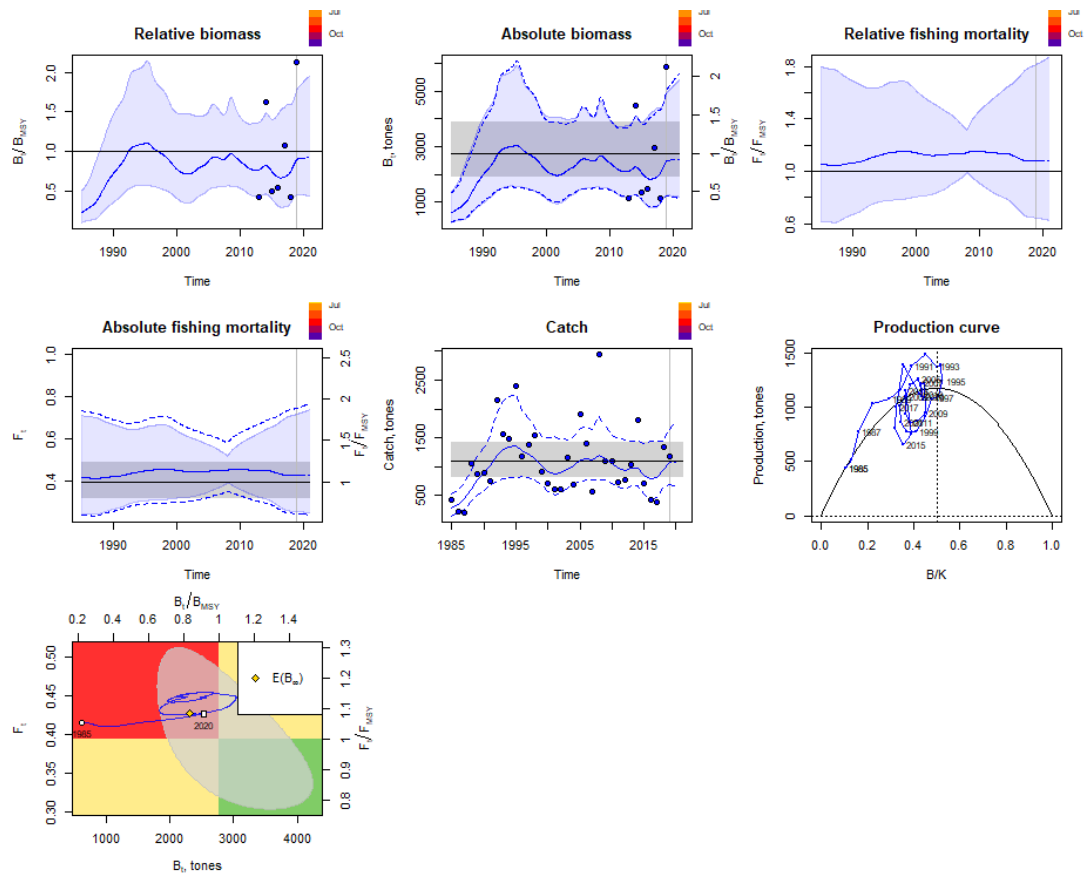 Jul
Oct
Relative biomass
Bt/BMSY
0.5 1.0 1.5 2.0
1990 2000 2010 2020
Time
Jul
Oct
Absolute biomass
Bt, tones
1000 3000 5000
Bt/BMSY
0.5 1 1.5 2
1990 2000 2010 2020
Time
Jul
Oct
Relative fishing mortality
Ft/FMSY
0.6 1.0 1.4 1.8
1990 2000 2010 2020
Time
Jul
Oct
Absolute fishing mortality
Ft
0.4 0.6 0.8 1.0
Ft/FMSY
1 1.5 2 2.5
1990 2000 2010 2020
Time
Jul
Oct
Catch
Catch, tones
500 1500 2500
1985 1995 2005 2015
Time
Production curve
Production, tones
0 500 1000 1500
1985
1987
1991
1993
1995
1997
1999
2009
2011
2015
2017
0.0 0.2 0.4 0.6 0.8 1.0
B/K
Bt/BMSY
0.2 0.4 0.6 0.8 1 1.2 1.4
Ft
0.30 0.35 0.40 0.45 0.50
E(B∞)
1985
2020
Ft/FMSY
0.8 0.9 1 1.1 1.2 1.3
1000 2000 3000 4000
Bt, tones